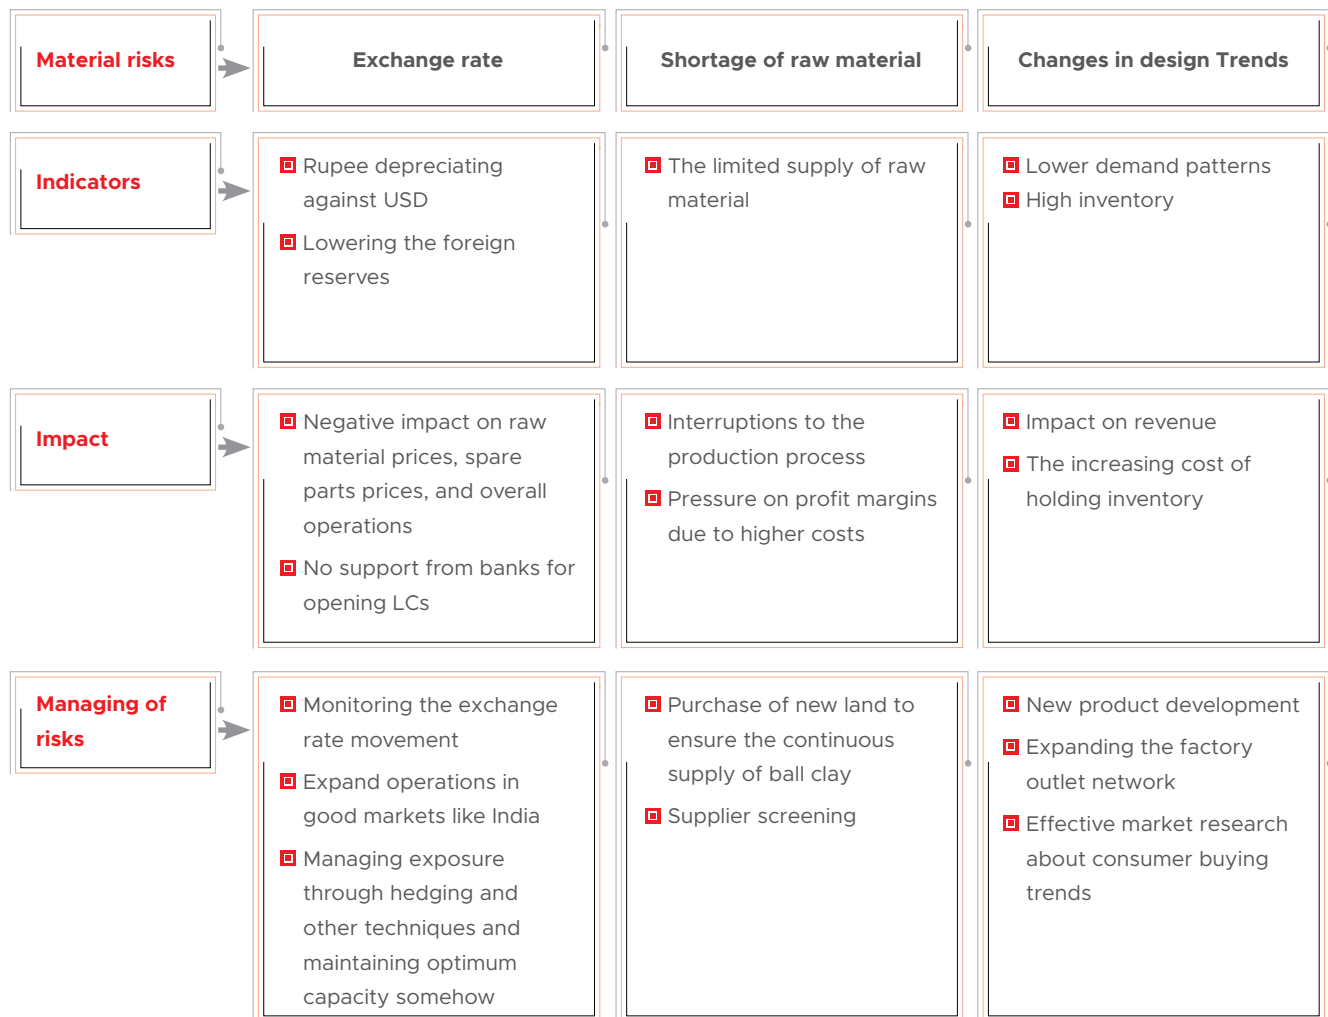 Material risks
Exchange rate
Shortage of raw material
Changes in design Trends
Indicators
Rupee depreciating
against USD
Lowering the foreign
reserves
The limited supply of raw
material
Lower demand patterns
High inventory
Impact
Negative impact on raw
material prices, spare
parts prices, and overall
operations
No support from banks for
opening LCs
Interruptions to the
production process
Pressure on profit margins
due to higher costs
Impact on revenue
The increasing cost of
holding inventory
Managing of
risks
Monitoring the exchange
rate movement
Expand operations in
good markets like India
Managing exposure
through hedging and
other techniques and
maintaining optimum
capacity somehow
Purchase of new land to
ensure the continuous
supply of ball clay
Supplier screening
New product development
Expanding the factory
outlet network
Effective market research
about consumer buying
trends